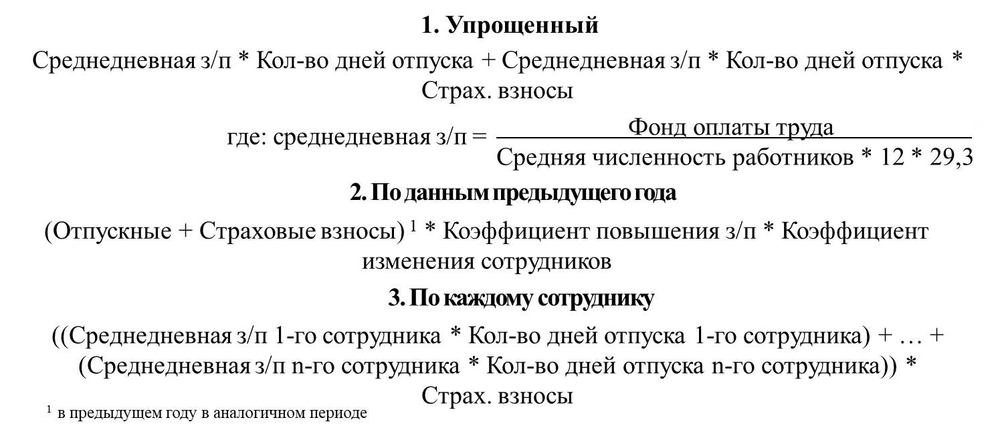 1. Упрощенный
Среднедневная з/п * Кол-во дней отпуска + Среднедневная з/п * Кол-во дней отпуска *
Страх. взносы
где: среднедневная з/п =
Фонд оплаты труда
Средняя численность работников * 12 * 29,3
2. По данным предыдущего года
(Отпускные + Страховые взносы) ¹ * Коэффициент повышения з/п * Коэффициент
изменения сотрудников
3. По каждому сотруднику
((Среднедневная з/п 1-го сотрудника * Кол-во дней отпуска 1-го сотрудника) + … +
(Среднедневная з/п n-го сотрудника * Кол-во дней отпуска n-го сотрудника)) *
Страх. взносы
¹ в предыдущем году в аналогичном периоде